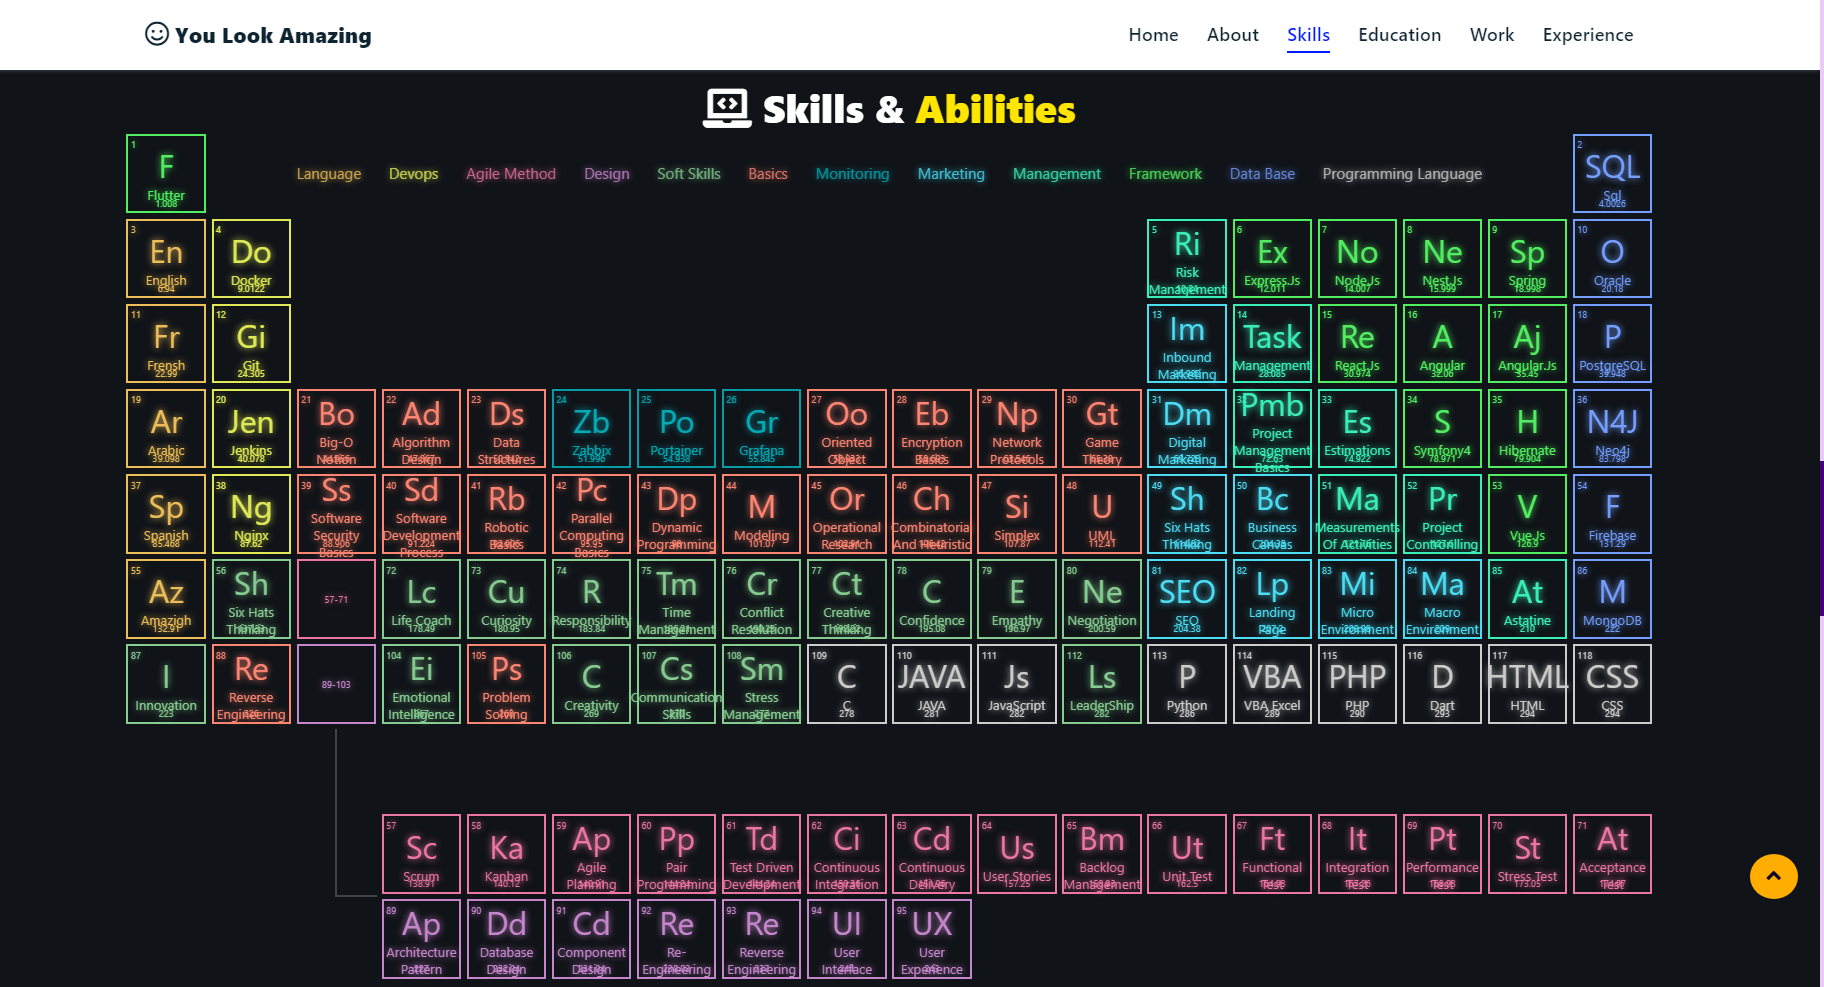 You Look Amazing
Home About Skills Education Work Experience
Skills & Abilities
Language Devops Agile Method Design Soft Skills Basics Monitoring Marketing Management Framework Data Base Programming Language
1 F Flutter 1.008
2 SQL Sql 4.0026
3 En English 6.94
4 Do Docker 9.0122
5 Ri Risk Management
6 Ex Express.Js 12.011
7 No Node.Js 14.007
8 Ne Nest.Js 15.999
9 Sp Spring 18.998
10 O Oracle 20.18
11 Fr Frensh 22.99
12 Gi Git 24.305
13 Im Inbound Marketing
14 Task Management 28.085
15 Re React.Js 30.974
16 A Angular 32.06
17 Aj Angular.Js 35.45
18 P PostgreSQL 39.948
19 Ar Arabic 39.098
20 Jen Jenkins 40.078
21 Bo Big-O Notion
22 Ad Algorithm Design
23 Ds Data Structures
24 Zb Zabbix 51.996
25 Po Portainer 54.938
26 Gr Grafana 55.845
27 Oo Oriented Object
28 Eb Encryption Basics
29 Np Network Protocols
30 Gt Game Theory
31 Dm Digital Marketing
32 Pmb Project Management Basics 72.63
33 Es Estimations 74.922
34 S Symfony4 78.971
35 H Hibernate 79.904
36 N4J Neo4j 83.798
37 Sp Spanish 85.468
38 Ng Nginx 87.62
39 Ss Software Security Basics 88.906
40 Sd Software Development Process 91.224
41 Rb Robotic Basics
42 Pc Parallel Computing Basics 95.95
43 Dp Dynamic Programming
44 M Modeling 101.07
45 Or Operational Research
46 Ch Combinatorial And Heuristic
47 Si Simplex 107.87
48 U UML 112.41
49 Sh Six Hats Thinking
50 Bc Business Canvas
51 Ma Measurements Of Activities
52 Pr Project Controlling
53 V Vue.Js 126.9
54 F Firebase 131.29
55 Az Amazigh 132.91
56 Sh Six Hats Thinking
57-71
72 Lc Life Coach 178.49
73 Cu Curiosity 180.95
74 R Responsibility 183.84
75 Tm Time Management
76 Cr Conflict Resolution
77 Ct Creative Thinking
78 C Confidence 195.08
79 E Empathy 196.97
80 Ne Negotiation 200.59
81 SEO SEO 204.38
82 Lp Landing Page
83 Mi Micro Environment
84 Ma Macro Environment
85 At Astatine 210
86 M MongoDB 222
87 I Innovation 223
88 Re Reverse Engineering
89-103
104 Ei Emotional Intelligence
105 Ps Problem Solving
106 C Creativity 269
107 Cs Communication Skills
108 Sm Stress Management
109 C C 278
110 JAVA JAVA 281
111 Js JavaScript 282
112 Ls LeaderShip 282
113 P Python 286
114 VBA VBA Excel 289
115 PHP PHP 290
116 D Dart 293
117 HTML HTML 294
118 CSS CSS 294
57 Sc Scrum 138.91
58 Ka Kanban 140.12
59 Ap Agile Planning
60 Pp Pair Programming
61 Td Test Driven Development
62 Ci Continuous Integration
63 Cd Continuous Delivery
64 Us User Stories 157.25
65 Bm Backlog Management
66 Ut Unit Test 162.5
67 Ft Functional Test
68 It Integration Test
69 Pt Performance Test
70 St Stress Test 173.05
71 At Acceptance Test
89 Ap Architecture Pattern
90 Dd Database Design
91 Cd Component Design
92 Re Re-Engineering
93 Re Reverse Engineering
94 UI User Interface
95 UX User Experience